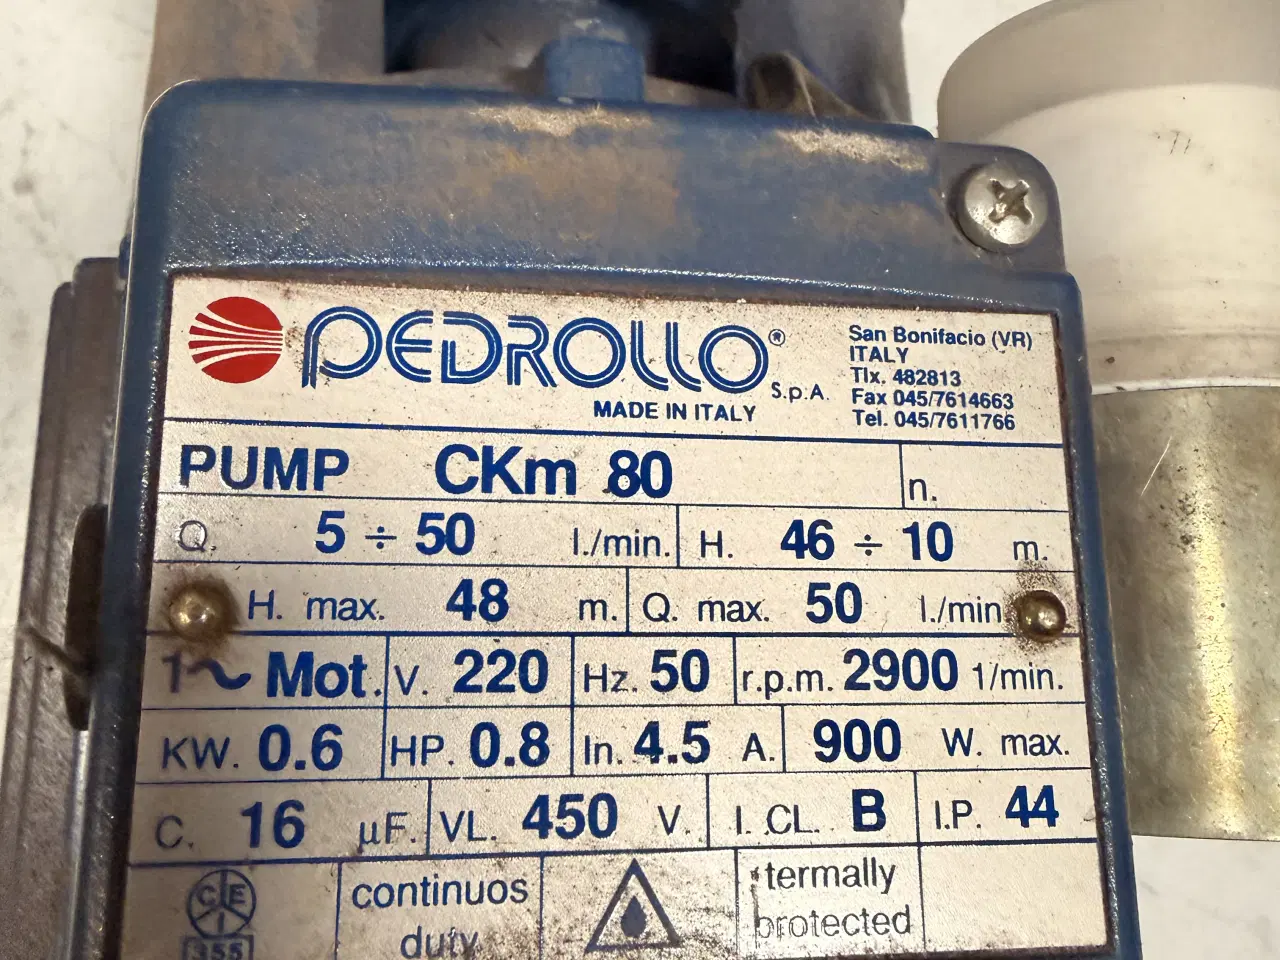 PEDROLLO® S.p.A.
MADE IN ITALY
San Bonifacio (VR)
ITALY
Tlx. 482813
Fax 045/7614663
Tel. 045/7611766
PUMP CKm 80 n.
Q. 5 ÷ 50 l./min. H. 46 ÷ 10 m.
H. max. 48 m. Q. max. 50 l./min
1~ Mot. V. 220 Hz. 50 r.p.m. 2900 1/min.
KW. 0.6 HP. 0.8 In. 4.5 A. 900 W. max.
C. 16 µF. VL. 450 V. I.CL. B I.P. 44
CEI
355
continuos
duty
termally
protected